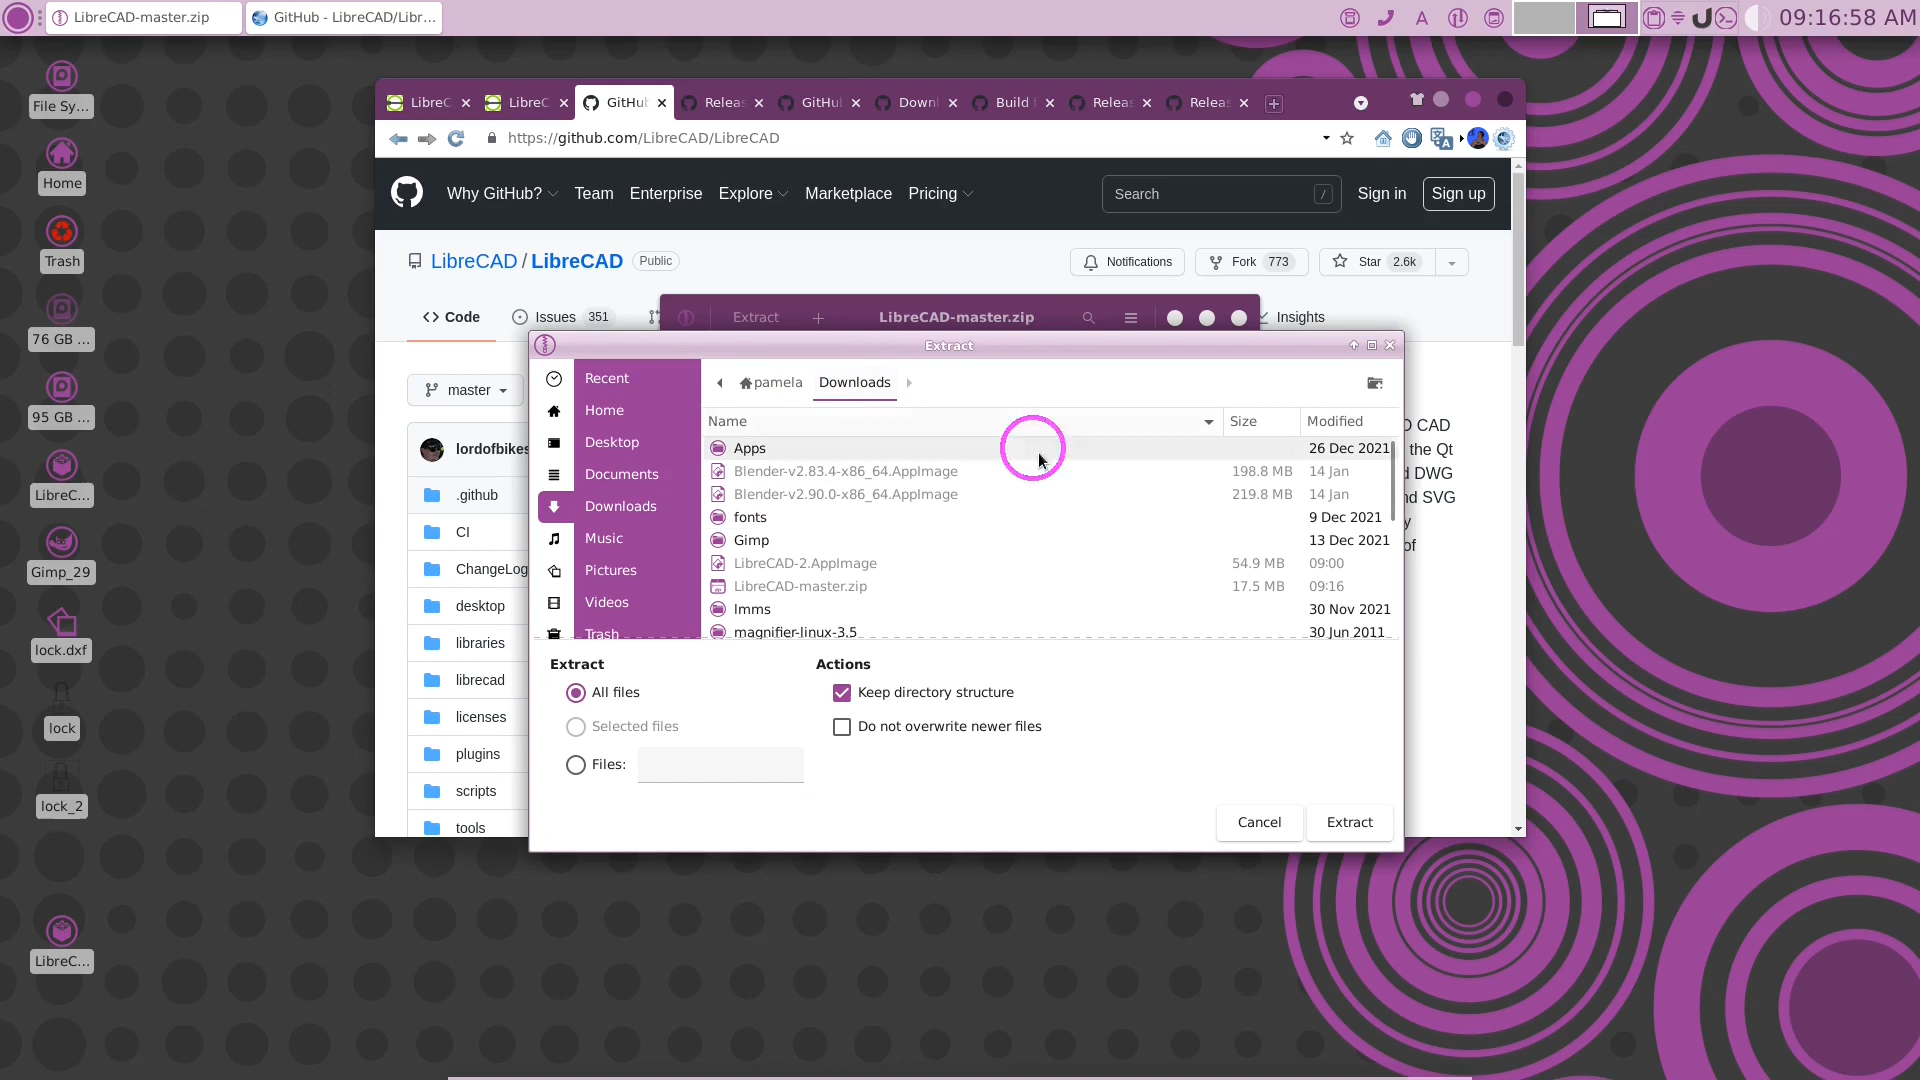 LibreCAD-master.zip
GitHub - LibreCAD/Libr...
09:16:58 AM
File Sy...
Home
Trash
76 GB ...
95 GB ...
LibreC...
Gimp_29
lock.dxf
lock
lock_2
LibreC...
LibreC
LibreC
GitHu
Releas
GitHu
Down
Build
Releas
Releas
https://github.com/LibreCAD/LibreCAD
Why GitHub?
Team
Enterprise
Explore
Marketplace
Pricing
Search /
Sign in
Sign up
LibreCAD / LibreCAD Public
Notifications
Fork 773
Star 2.6k
Code
Issues 351
Insights
master
lordofbikes
.github
CI
ChangeLog
desktop
libraries
librecad
licenses
plugins
scripts
tools
D CAD
the Qt
d DWG
nd SVG
y
of
Extract
LibreCAD-master.zip
Extract
Recent
Home
Desktop
Documents
Downloads
Music
Pictures
Videos
Trash
pamela
Downloads
Name Size Modified
Apps 26 Dec 2021
Blender-v2.83.4-x86_64.AppImage 198.8 MB 14 Jan
Blender-v2.90.0-x86_64.AppImage 219.8 MB 14 Jan
fonts 9 Dec 2021
Gimp 13 Dec 2021
LibreCAD-2.AppImage 54.9 MB 09:00
LibreCAD-master.zip 17.5 MB 09:16
lmms 30 Nov 2021
magnifier-linux-3.5 30 Jun 2011
Extract
All files
Selected files
Files:
Actions
Keep directory structure
Do not overwrite newer files
Cancel
Extract